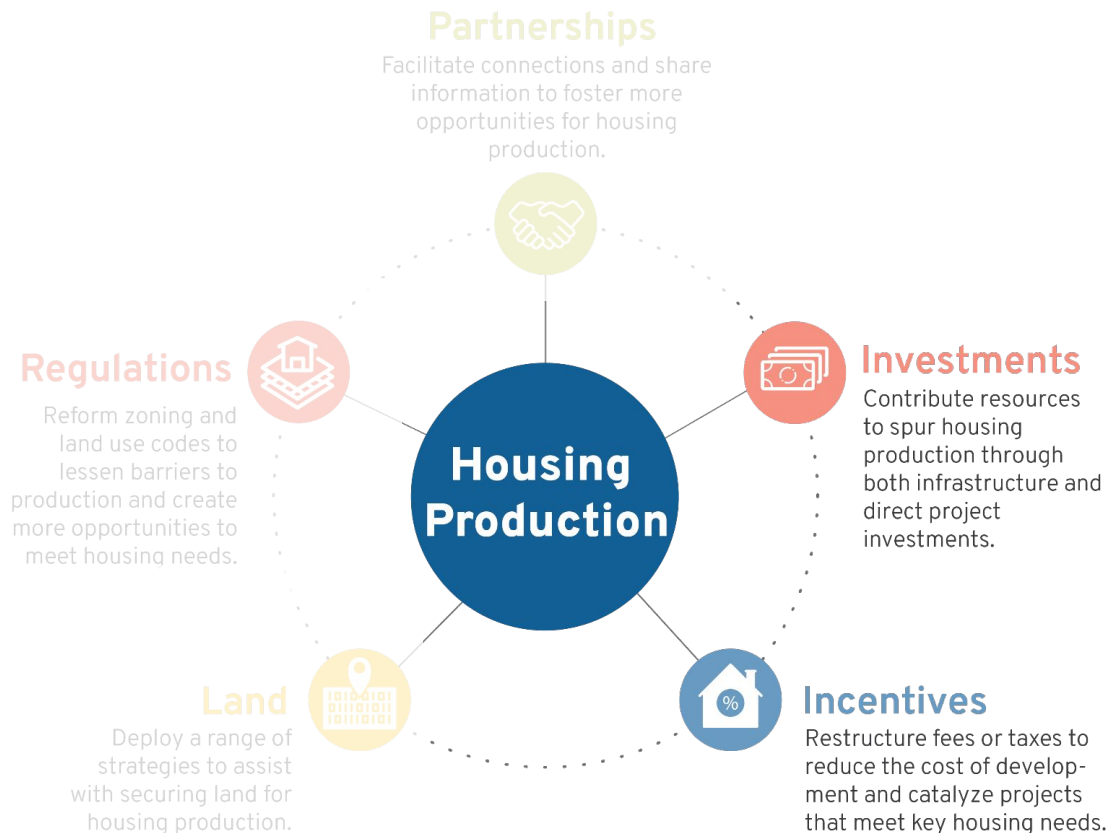 Partnerships
Facilitate connections and share
information to foster more
opportunities for housing
production.
Regulations
Reform zoning and
land use codes to
lessen barriers to
production and create
more opportunities to
meet housing needs.
Housing
Production
Investments
Contribute resources
to spur housing
production through
both infrastructure and
direct project
investments.
Land
Deploy a range of
strategies to assist
with securing land for
housing production.
%
Incentives
Restructure fees or taxes to
reduce the cost of develop-
ment and catalyze projects
that meet key housing needs.